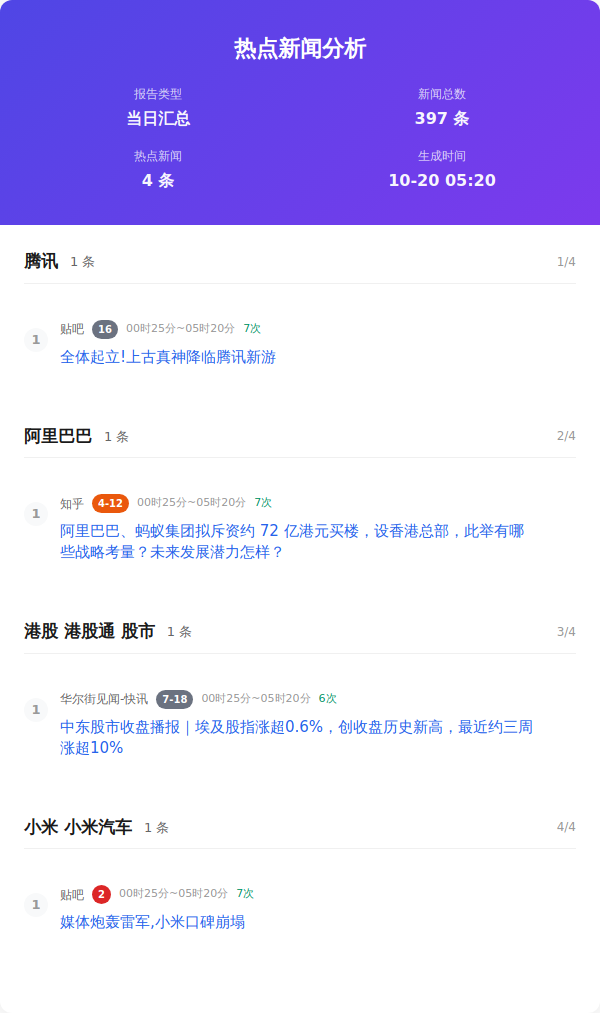 热点新闻分析
报告类型 新闻总数
当日汇总 397 条
热点新闻 生成时间
4 条 10-20 05:20
腾讯 1 条 1/4
1 贴吧 16 00时25分~05时20分 7次
全体起立!上古真神降临腾讯新游
阿里巴巴 1 条 2/4
1 知乎 4-12 00时25分~05时20分 7次
阿里巴巴、蚂蚁集团拟斥资约 72 亿港元买楼，设香港总部，此举有哪
些战略考量？未来发展潜力怎样？
港股 港股通 股市 1 条 3/4
1 华尔街见闻-快讯 7-18 00时25分~05时20分 6次
中东股市收盘播报｜埃及股指涨超0.6%，创收盘历史新高，最近约三周
涨超10%
小米 小米汽车 1 条 4/4
1 贴吧 2 00时25分~05时20分 7次
媒体炮轰雷军,小米口碑崩塌